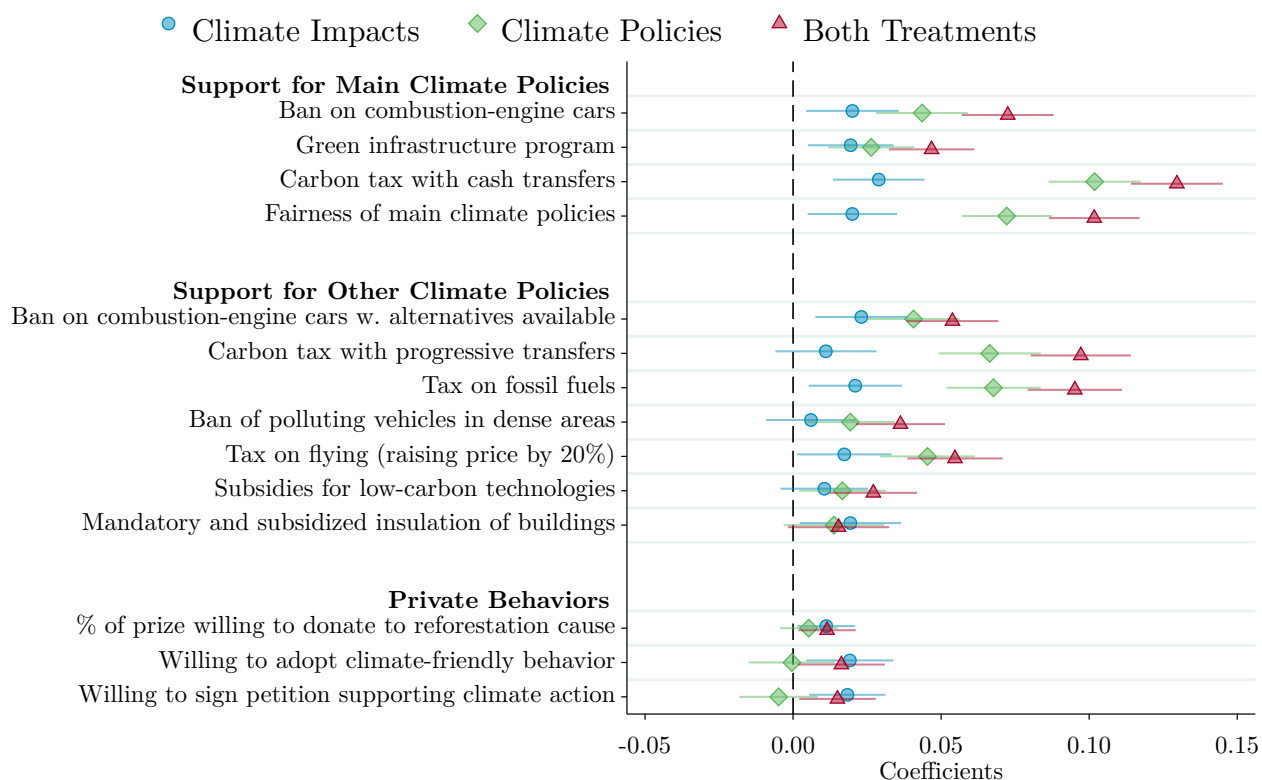 Climate Impacts Climate Policies Both Treatments
Support for Main Climate Policies
Ban on combustion-engine cars
Green infrastructure program
Carbon tax with cash transfers
Fairness of main climate policies
Support for Other Climate Policies
Ban on combustion-engine cars w. alternatives available
Carbon tax with progressive transfers
Tax on fossil fuels
Ban of polluting vehicles in dense areas
Tax on flying (raising price by 20%)
Subsidies for low-carbon technologies
Mandatory and subsidized insulation of buildings
Private Behaviors
% of prize willing to donate to reforestation cause
Willing to adopt climate-friendly behavior
Willing to sign petition supporting climate action
-0.05 0.00 0.05 0.10 0.15
Coefficients